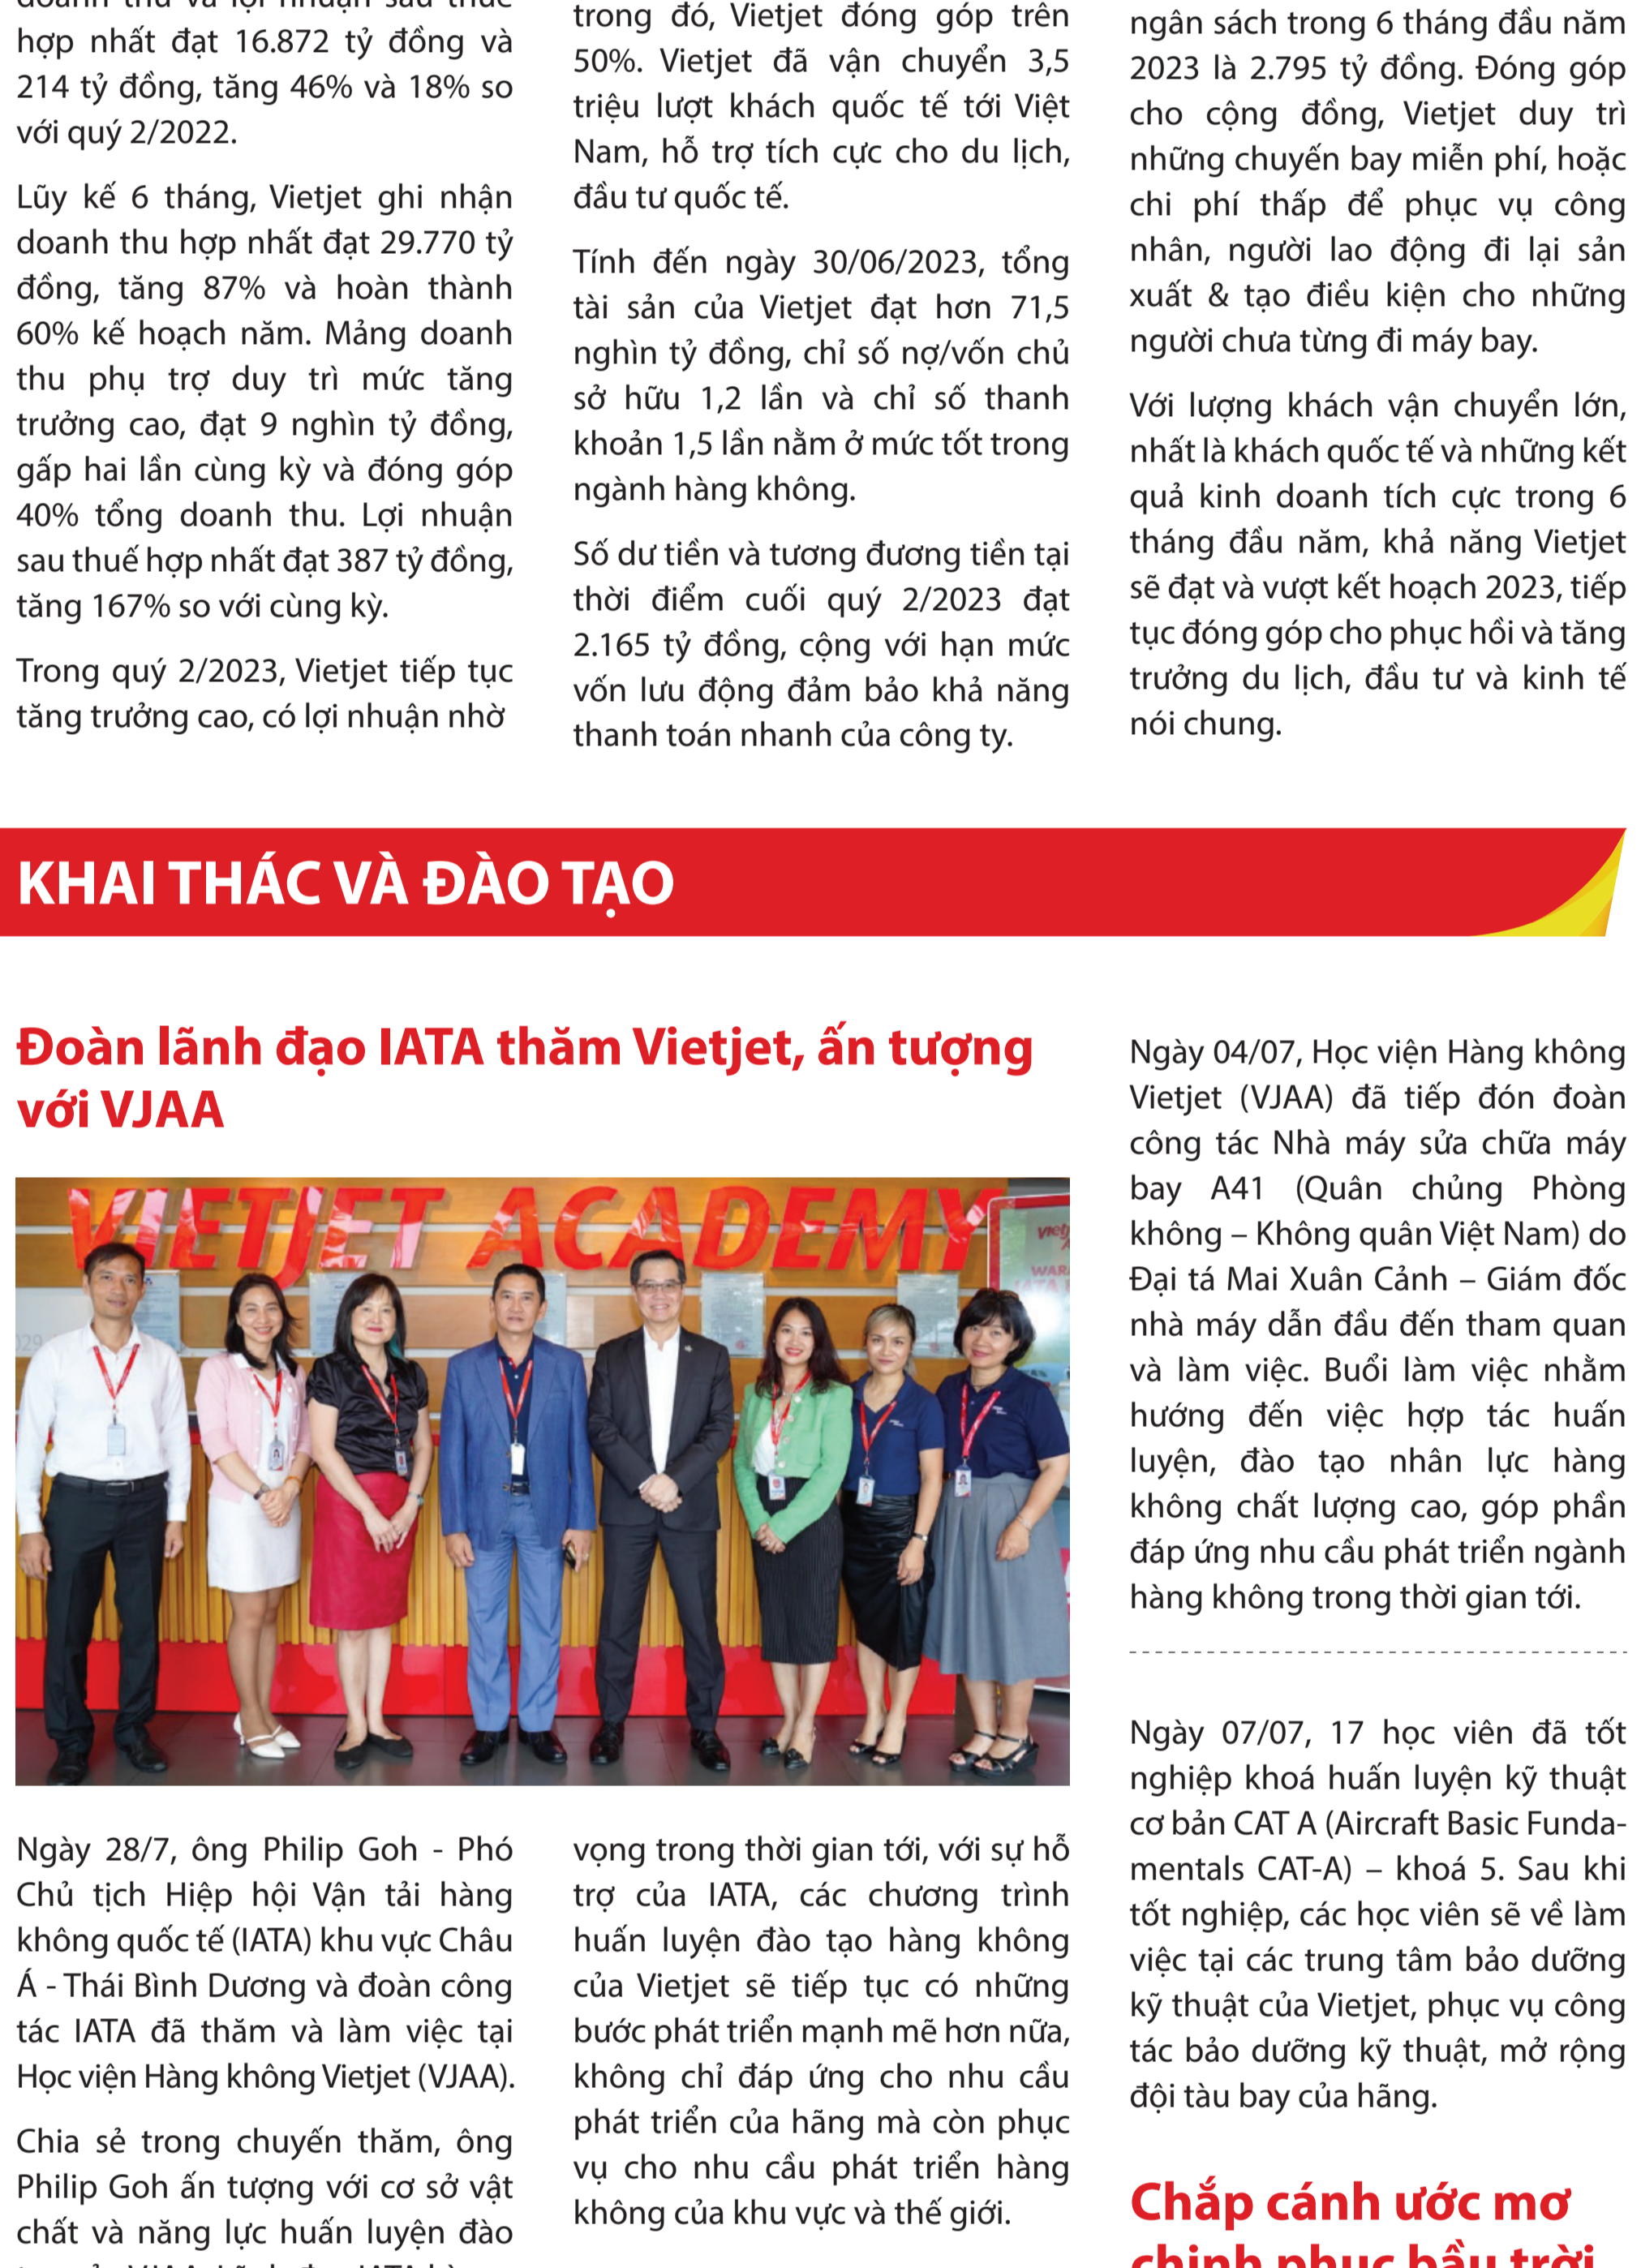 doanh thu và lợi nhuận sau thuế
hợp nhất đạt 16.872 tỷ đồng và
214 tỷ đồng, tăng 46% và 18% so
với quý 2/2022.
Lũy kế 6 tháng, Vietjet ghi nhận
doanh thu hợp nhất đạt 29.770 tỷ
đồng, tăng 87% và hoàn thành
60% kế hoạch năm. Mảng doanh
thu phụ trợ duy trì mức tăng
trưởng cao, đạt 9 nghìn tỷ đồng,
gấp hai lần cùng kỳ và đóng góp
40% tổng doanh thu. Lợi nhuận
sau thuế hợp nhất đạt 387 tỷ đồng,
tăng 167% so với cùng kỳ.
Trong quý 2/2023, Vietjet tiếp tục
tăng trưởng cao, có lợi nhuận nhờ
trong đó, Vietjet đóng góp trên
50%. Vietjet đã vận chuyển 3,5
triệu lượt khách quốc tế tới Việt
Nam, hỗ trợ tích cực cho du lịch,
đầu tư quốc tế.
Tính đến ngày 30/06/2023, tổng
tài sản của Vietjet đạt hơn 71,5
nghìn tỷ đồng, chỉ số nợ/vốn chủ
sở hữu 1,2 lần và chỉ số thanh
khoản 1,5 lần nằm ở mức tốt trong
ngành hàng không.
Số dư tiền và tương đương tiền tại
thời điểm cuối quý 2/2023 đạt
2.165 tỷ đồng, cộng với hạn mức
vốn lưu động đảm bảo khả năng
thanh toán nhanh của công ty.
ngân sách trong 6 tháng đầu năm
2023 là 2.795 tỷ đồng. Đóng góp
cho cộng đồng, Vietjet duy trì
những chuyến bay miễn phí, hoặc
chi phí thấp để phục vụ công
nhân, người lao động đi lại sản
xuất & tạo điều kiện cho những
người chưa từng đi máy bay.
Với lượng khách vận chuyển lớn,
nhất là khách quốc tế và những kết
quả kinh doanh tích cực trong 6
tháng đầu năm, khả năng Vietjet
sẽ đạt và vượt kết hoạch 2023, tiếp
tục đóng góp cho phục hồi và tăng
trưởng du lịch, đầu tư và kinh tế
nói chung.
KHAI THÁC VÀ ĐÀO TẠO
Đoàn lãnh đạo IATA thăm Vietjet, ấn tượng
với VJAA
VIETJET ACADEMY
Ngày 28/7, ông Philip Goh - Phó
Chủ tịch Hiệp hội Vận tải hàng
không quốc tế (IATA) khu vực Châu
Á - Thái Bình Dương và đoàn công
tác IATA đã thăm và làm việc tại
Học viện Hàng không Vietjet (VJAA).
Chia sẻ trong chuyến thăm, ông
Philip Goh ấn tượng với cơ sở vật
chất và năng lực huấn luyện đào
vọng trong thời gian tới, với sự hỗ
trợ của IATA, các chương trình
huấn luyện đào tạo hàng không
của Vietjet sẽ tiếp tục có những
bước phát triển mạnh mẽ hơn nữa,
không chỉ đáp ứng cho nhu cầu
phát triển của hãng mà còn phục
vụ cho nhu cầu phát triển hàng
không của khu vực và thế giới.
Ngày 04/07, Học viện Hàng không
Vietjet (VJAA) đã tiếp đón đoàn
công tác Nhà máy sửa chữa máy
bay A41 (Quân chủng Phòng
không – Không quân Việt Nam) do
Đại tá Mai Xuân Cảnh – Giám đốc
nhà máy dẫn đầu đến tham quan
và làm việc. Buổi làm việc nhằm
hướng đến việc hợp tác huấn
luyện, đào tạo nhân lực hàng
không chất lượng cao, góp phần
đáp ứng nhu cầu phát triển ngành
hàng không trong thời gian tới.
Ngày 07/07, 17 học viên đã tốt
nghiệp khoá huấn luyện kỹ thuật
cơ bản CAT A (Aircraft Basic Funda-
mentals CAT-A) – khoá 5. Sau khi
tốt nghiệp, các học viên sẽ về làm
việc tại các trung tâm bảo dưỡng
kỹ thuật của Vietjet, phục vụ công
tác bảo dưỡng kỹ thuật, mở rộng
đội tàu bay của hãng.
Chắp cánh ước mơ
chinh phục bầu trời